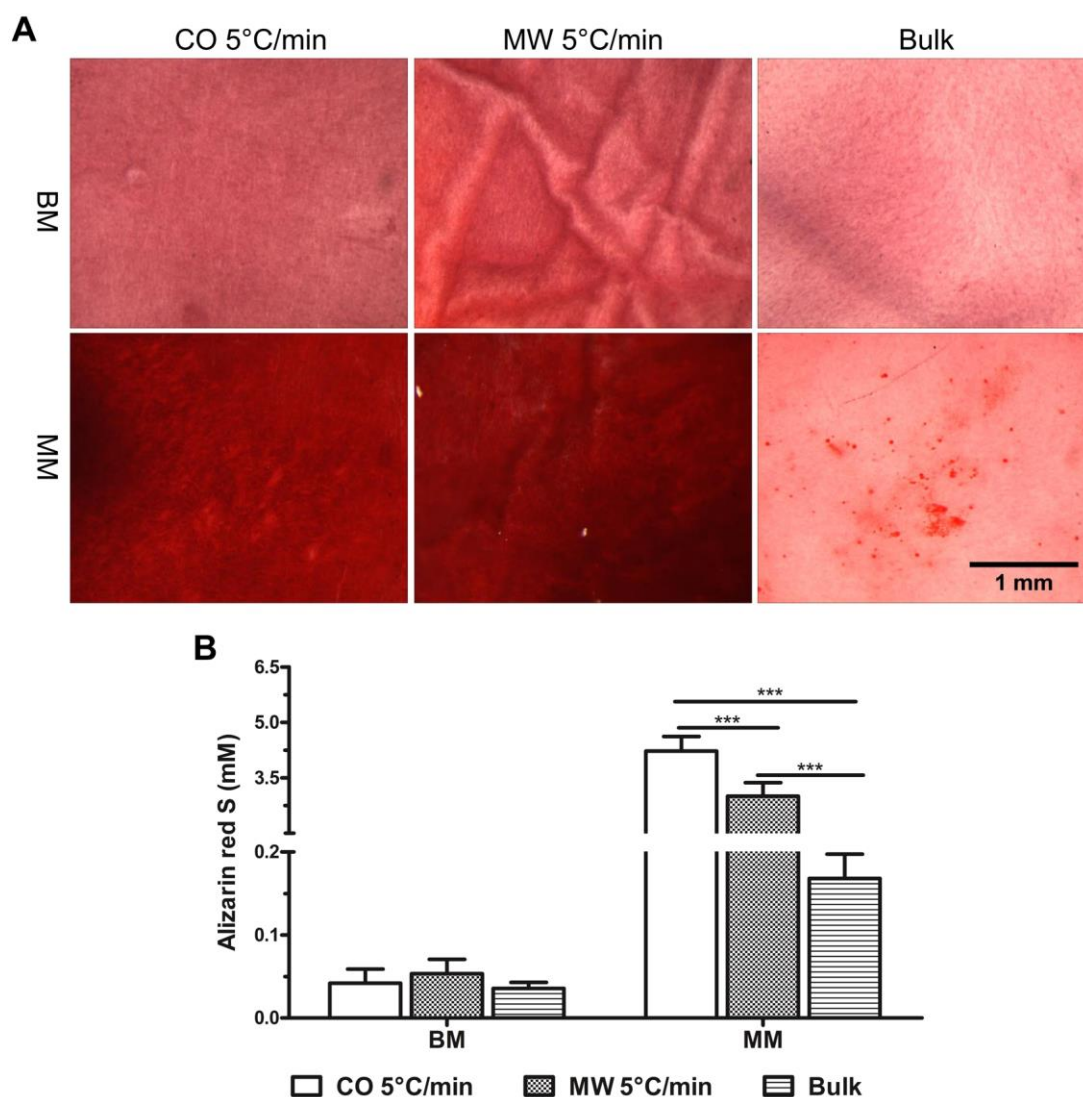 A
CO 5°C/min
MW 5°C/min
Bulk
BM
MM
1 mm
B
Alizarin red S (mM)
6.5
5.0
3.5
0.2
0.1
0.0
***
***
***
BM
MM
CO 5°C/min
MW 5°C/min
Bulk